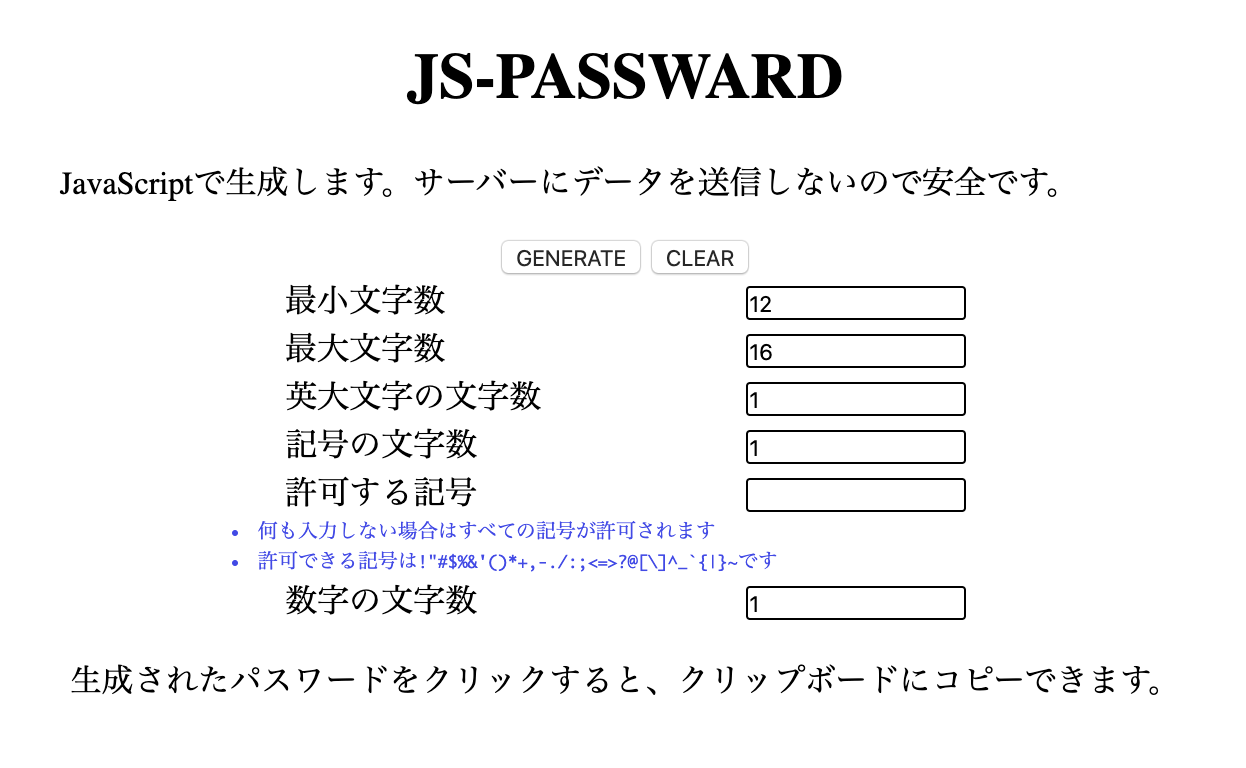 JS-PASSWARD
JavaScriptで生成します。サーバーにデータを送信しないので安全です。
GENERATE CLEAR
最小文字数 12
最大文字数 16
英大文字の文字数 1
記号の文字数 1
許可する記号
• 何も入力しない場合はすべての記号が許可されます
• 許可できる記号は!"#$%&'()*+,-./:;<=>?@[\]^_`{|}~です
数字の文字数 1
生成されたパスワードをクリックすると、クリップボードにコピーできます。